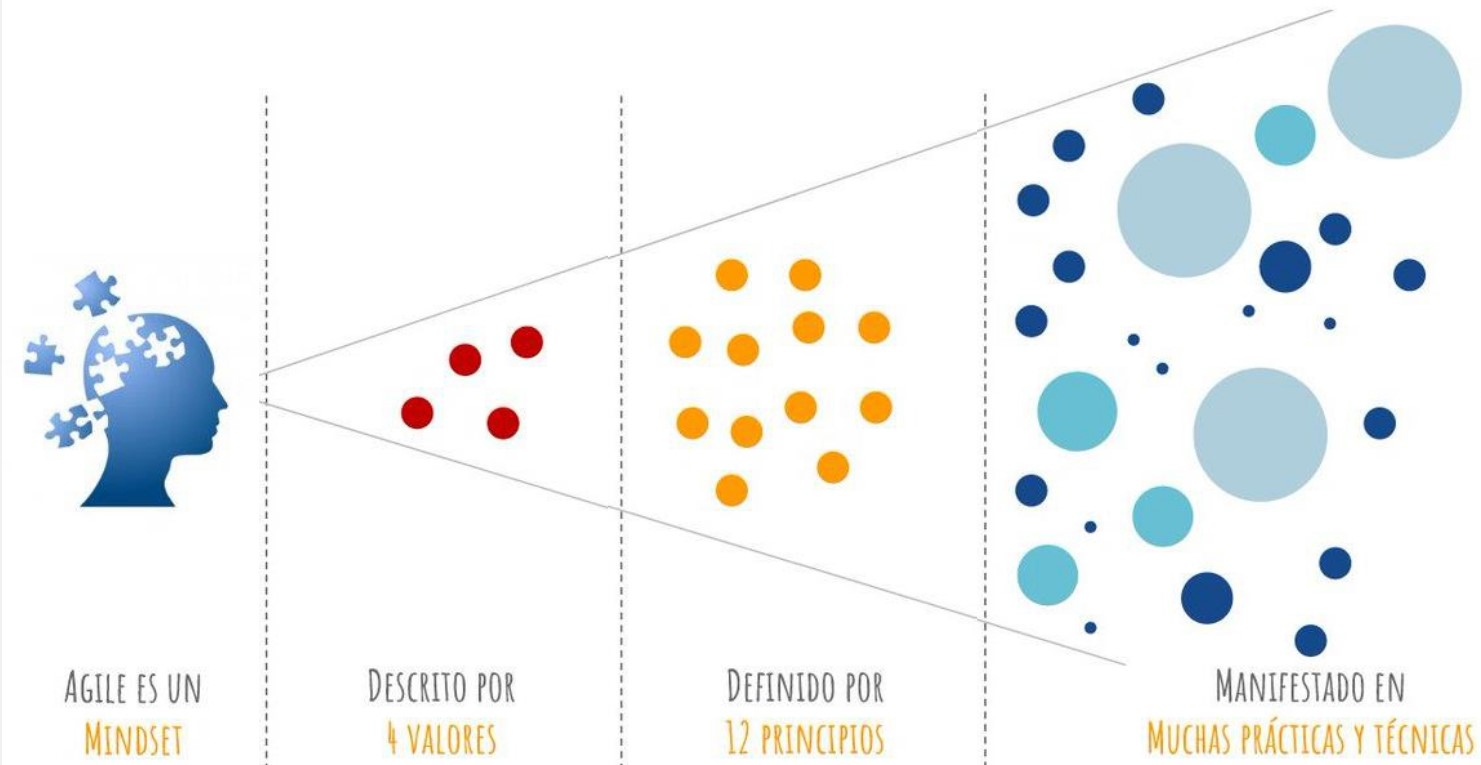 AGILE ES UN
MINDSET
DESCRITO POR
4 VALORES
DEFINIDO POR
12 PRINCIPIOS
MANIFESTADO EN
MUCHAS PRÁCTICAS Y TÉCNICAS